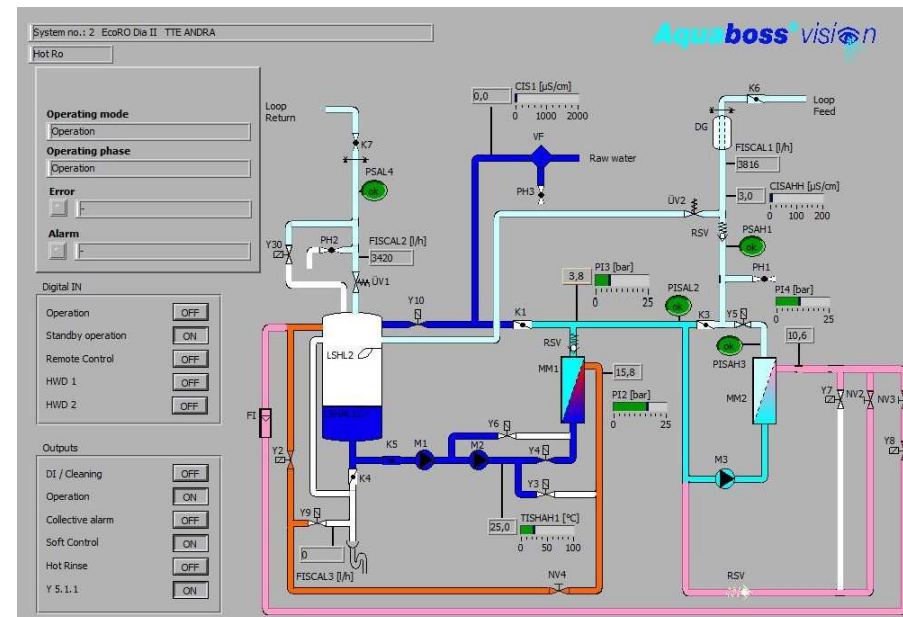 System no.: 2 EcoRO Dia II TTE ANDRA
Aquaboss vision
Hot Ro
Operating mode
Operation
Operating phase
Operation
Error
-
Alarm
-
Digital IN
Operation OFF
Standby operation ON
Remote Control OFF
HWD 1 OFF
HWD 2 OFF
Outputs
DI / Cleaning OFF
Operation ON
Collective alarm OFF
Soft Control ON
Hot Rinse OFF
Y 5.1.1 ON
Loop Return
K7
PSAL4
ok
Y30
PH2
FISCAL2 [l/h]
3420
ÜV1
LSHL2
FI
Y2
Y9
K4
0
FISCAL3 [l/h]
CIS1 [µS/cm]
0,0
0 1000 2000
VF
Raw water
PH3
Y10
K1
K5
M1
M2
Y6
Y4
Y3
25,0
TISHAH1 [°C]
0 50 100
NV4
PI3 [bar]
3,8
0 25
RSV
MM1
15,8
PI2 [bar]
0 25
K6
Loop Feed
DG
FISCAL1 [l/h]
3816
CISAHH [µS/cm]
3,0
0 100 200
ÜV2
RSV
PSAH1
ok
PH1
PISAL2
ok
K3
Y5
PI4 [bar]
0 25
10,6
ok
PISAH3
MM2
M3
Y7
NV2
NV3
Y8
RSV